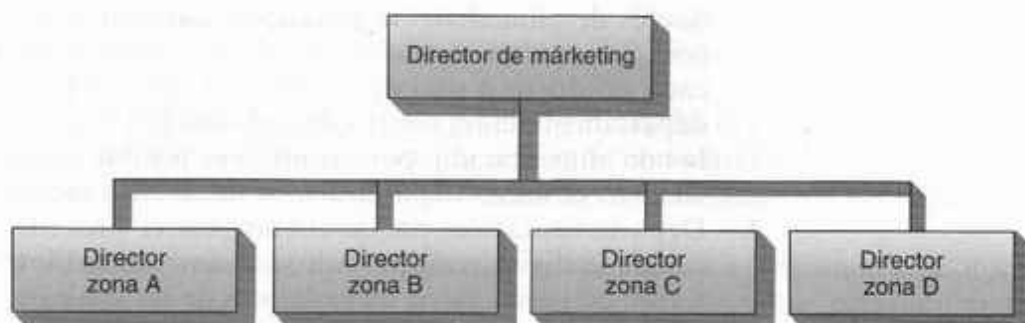 Director de márketing
Director
zona A
Director
zona B
Director
zona C
Director
zona D